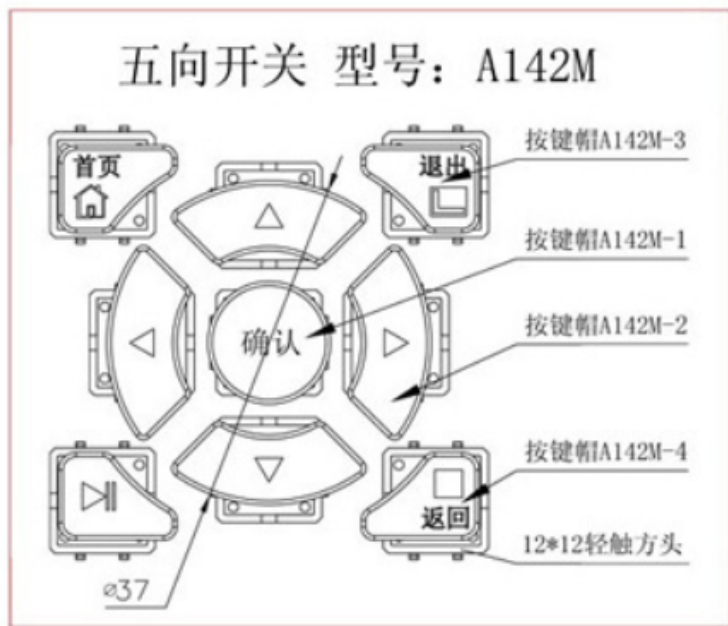 五向开关 型号：A142M
首页
退出
按键帽A142M-3
按键帽A142M-1
确认
按键帽A142M-2
按键帽A142M-4
返回
12*12轻触方头
⌀37